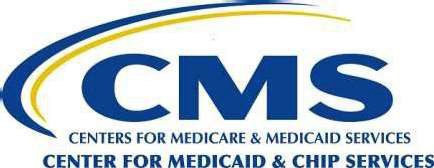 CMS
CENTERS FOR MEDICARE & MEDICAID SERVICES
CENTER FOR MEDICAID & CHIP SERVICES